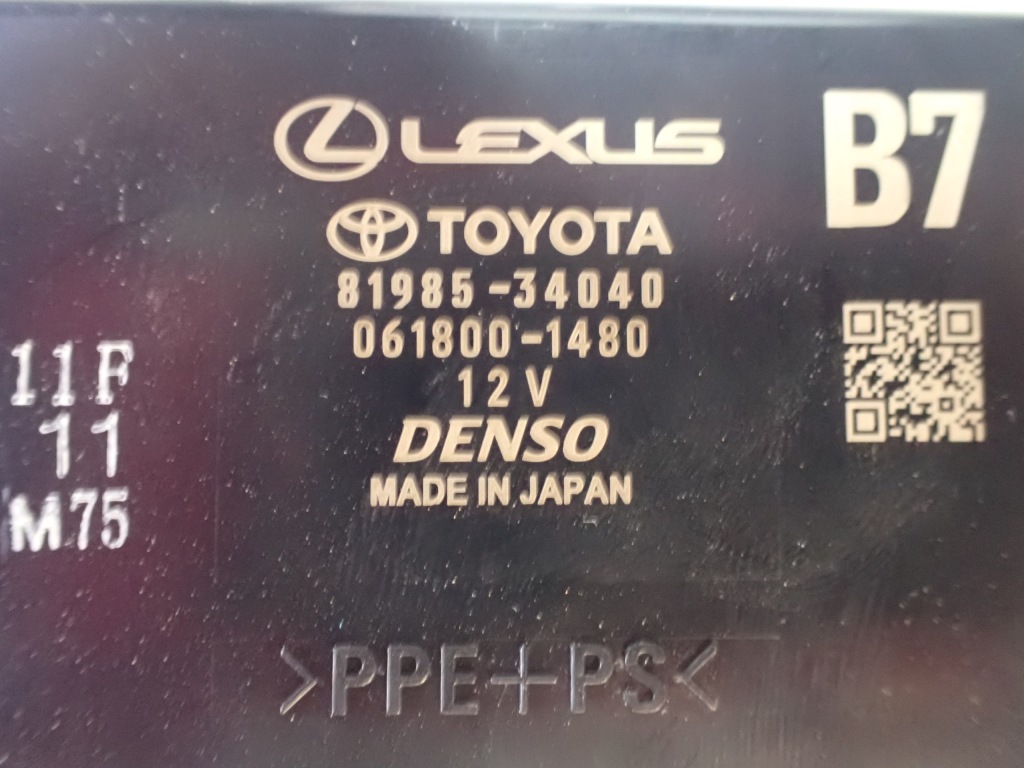 LEXUS
B7
TOYOTA
81985-34040
061800-1480
12V
DENSO
MADE IN JAPAN
11F
11
M75
>PPE+PS<